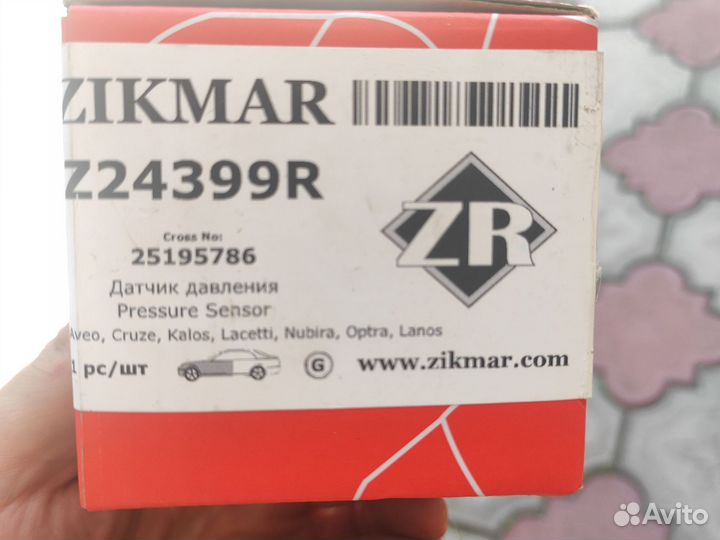 ZIKMAR
Z24399R
Cross No:
25195786
Датчик давления
Pressure Sensor
Aveo, Cruze, Kalos, Lacetti, Nubira, Optra, Lanos
1 pc/шт
G
www.zikmar.com
ZR
Avito